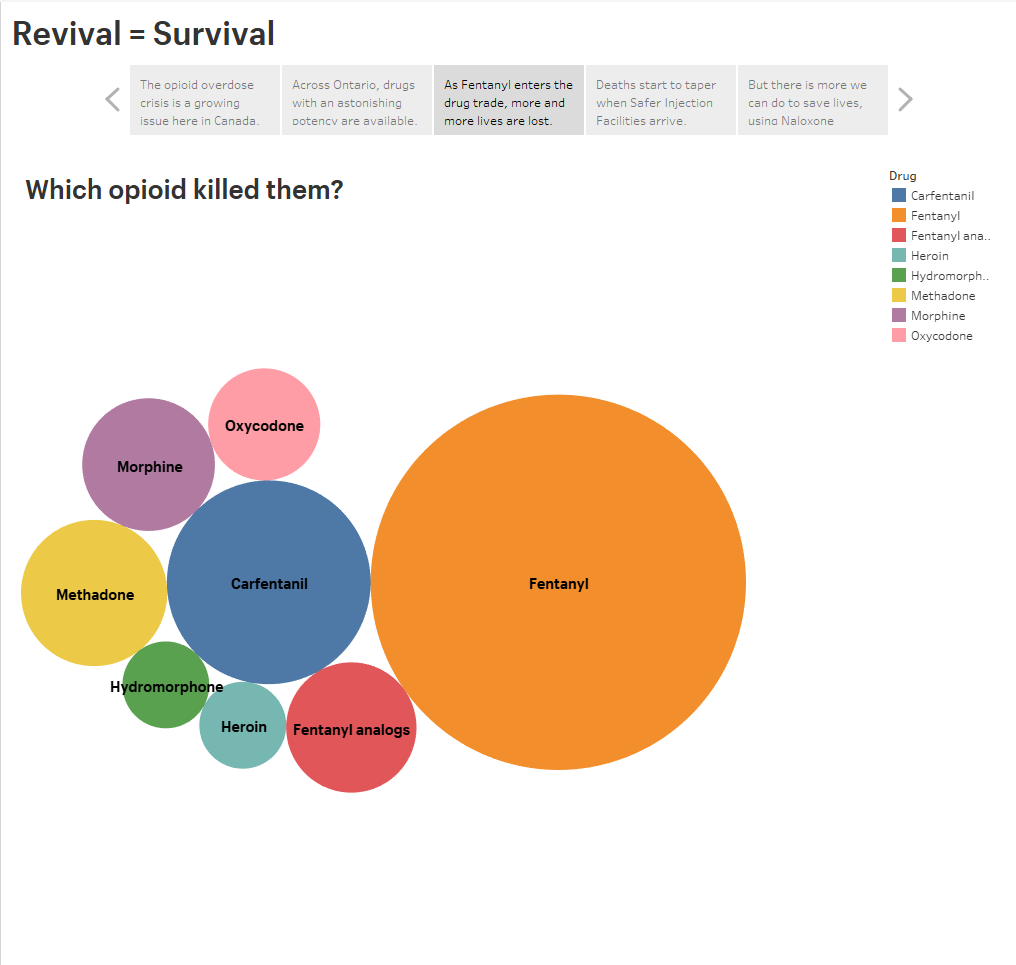 Revival = Survival
The opioid overdose
crisis is a growing
issue here in Canada.
Across Ontario, drugs
with an astonishing
potency are available.
As Fentanyl enters the
drug trade, more and
more lives are lost.
Deaths start to taper
when Safer Injection
Facilities arrive.
But there is more we
can do to save lives,
using Naloxone
Which opioid killed them?
Drug
Carfentanil
Fentanyl
Fentanyl ana..
Heroin
Hydromorph..
Methadone
Morphine
Oxycodone
Oxycodone
Morphine
Carfentanil
Fentanyl
Methadone
Hydromorphone
Heroin
Fentanyl analogs